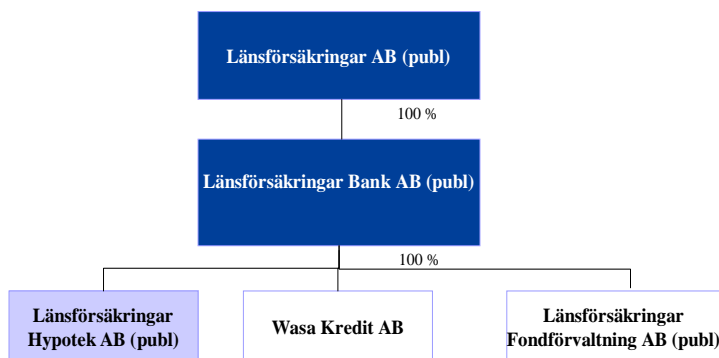 Länsförsäkringar AB (publ)
100 %
Länsförsäkringar Bank AB (publ)
100 %
Länsförsäkringar
Hypotek AB (publ)
Wasa Kredit AB
Länsförsäkringar
Fondförvaltning AB (publ)